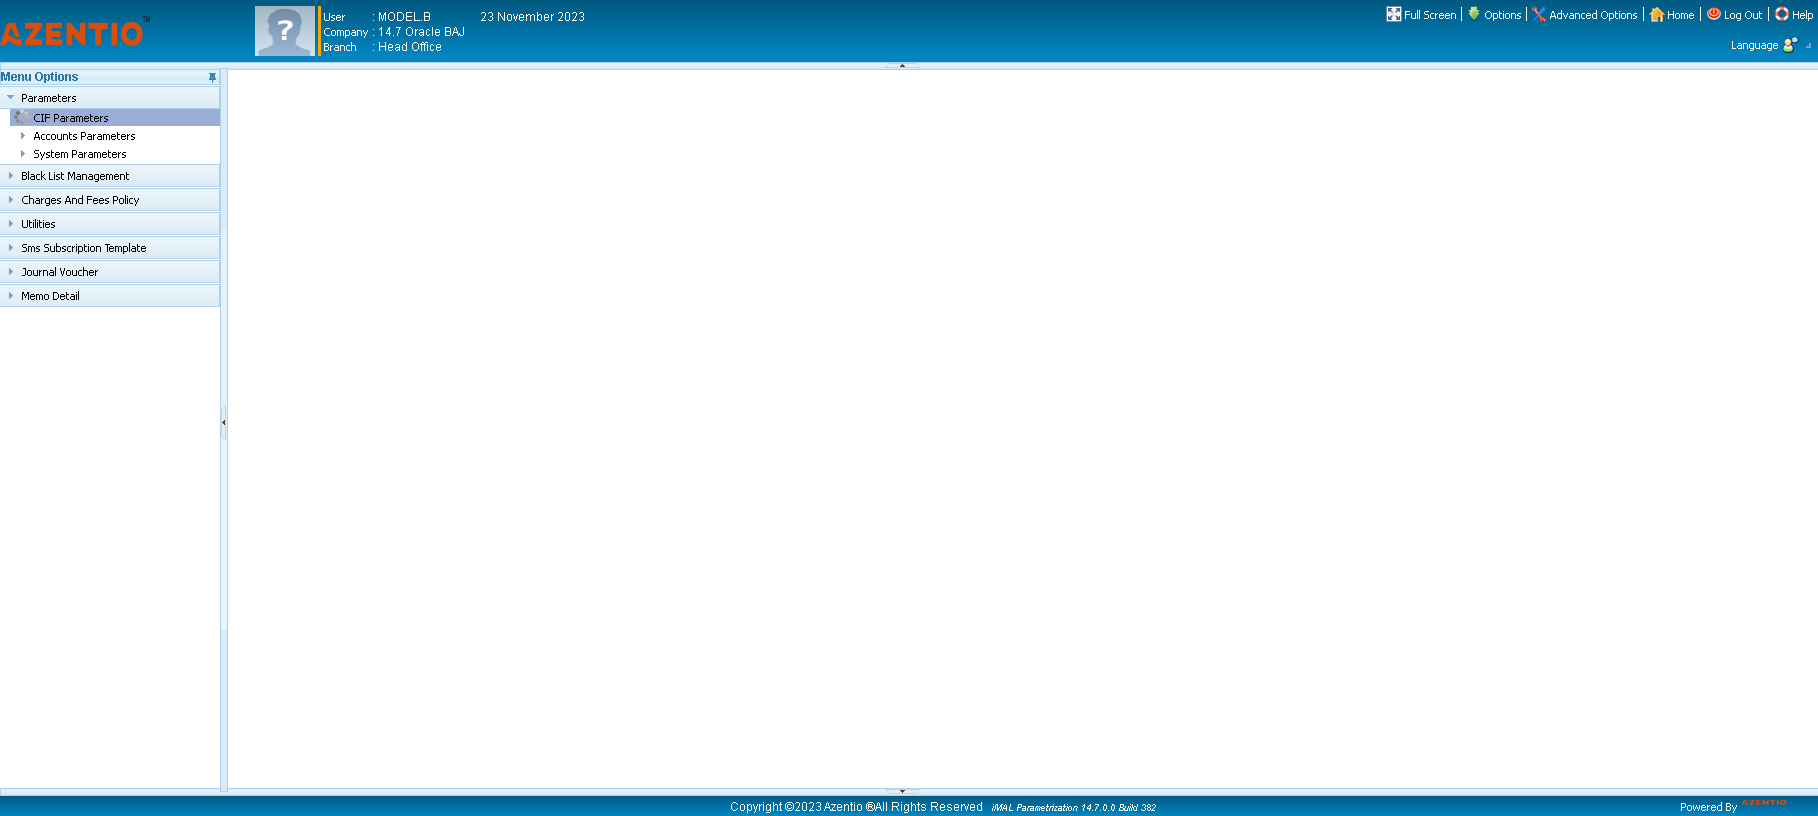 AZENTIO™
User : MODEL.B 23 November 2023
Company : 14.7 Oracle BAJ
Branch : Head Office
Full Screen | Options | Advanced Options | Home | Log Out | Help
Language
Menu Options
Parameters
CIF Parameters
Accounts Parameters
System Parameters
Black List Management
Charges And Fees Policy
Utilities
Sms Subscription Template
Journal Voucher
Memo Detail
Copyright ©2023 Azentio ®All Rights Reserved iMAL Parametrization 14.7.0.0 Build 382
Powered By AZENTIO